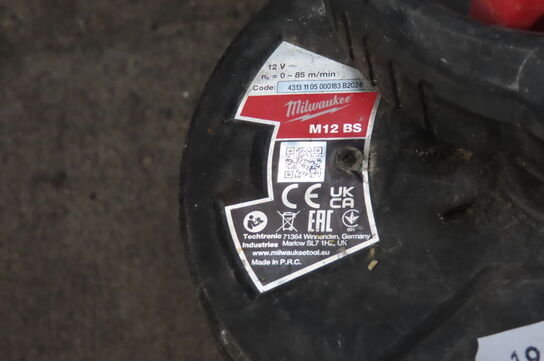 12 V
n₀ = 0 – 85 m/min
Code: 4313 11 05 000183 B2024
Milwaukee
M12 BS
CE UK CA
EAC
001
Techtronic 71364 Winnenden, Germany
Industries Marlow SL7 1HZ, UK
www.milwaukeetool.eu
Made in P.R.C.